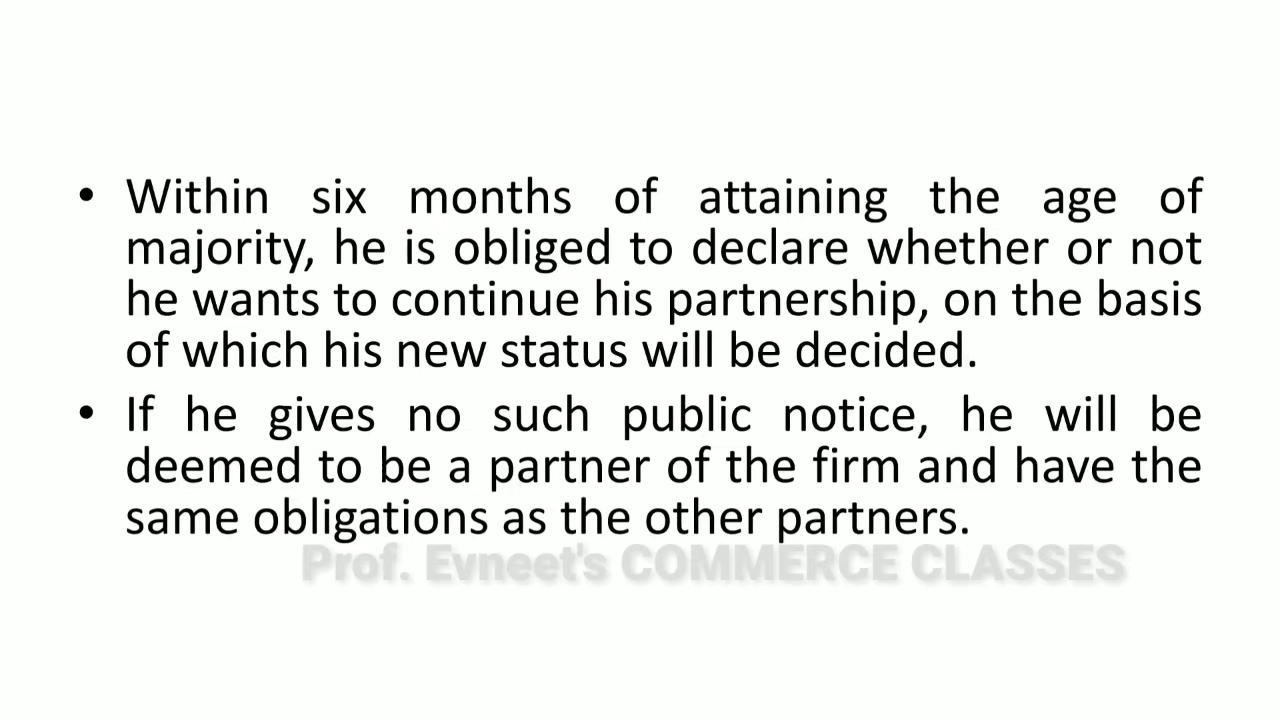 • Within six months of attaining the age of
majority, he is obliged to declare whether or not
he wants to continue his partnership, on the basis
of which his new status will be decided.
• If he gives no such public notice, he will be
deemed to be a partner of the firm and have the
same obligations as the other partners.
Prof. Evneet's COMMERCE CLASSES